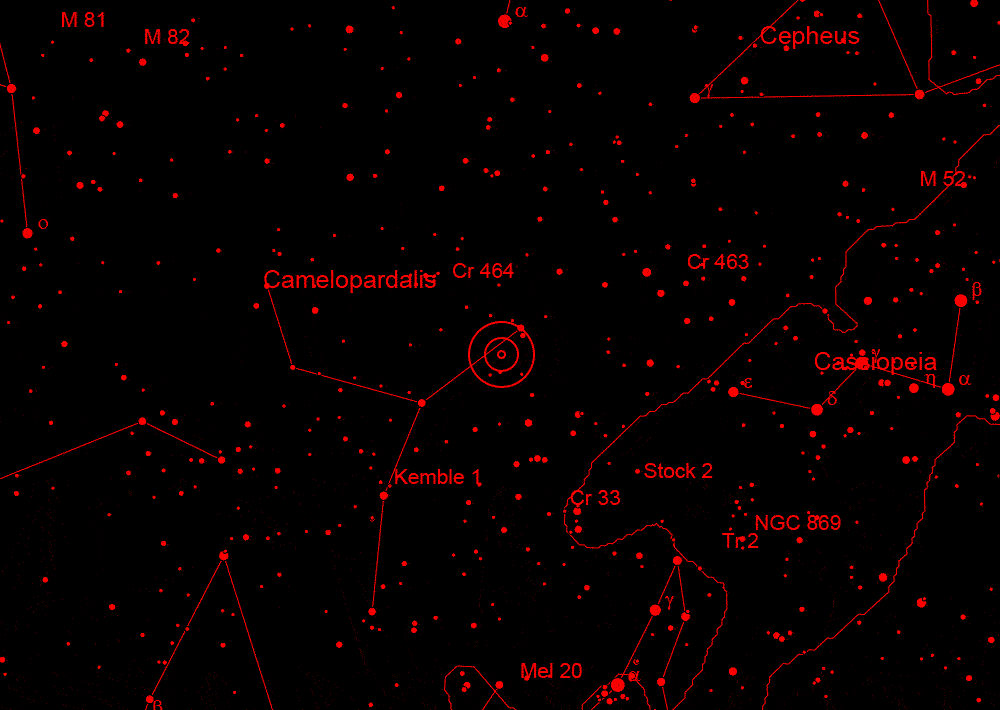 M 81
α
M 82
Cepheus
γ
M 52
ο
Cr 463
Cr 464
Camelopardalis
β
Cassiopeia
γ
ε
η
α
δ
Stock 2
Kemble 1
Cr 33
NGC 869
Tr 2
γ
Mel 20
α
β